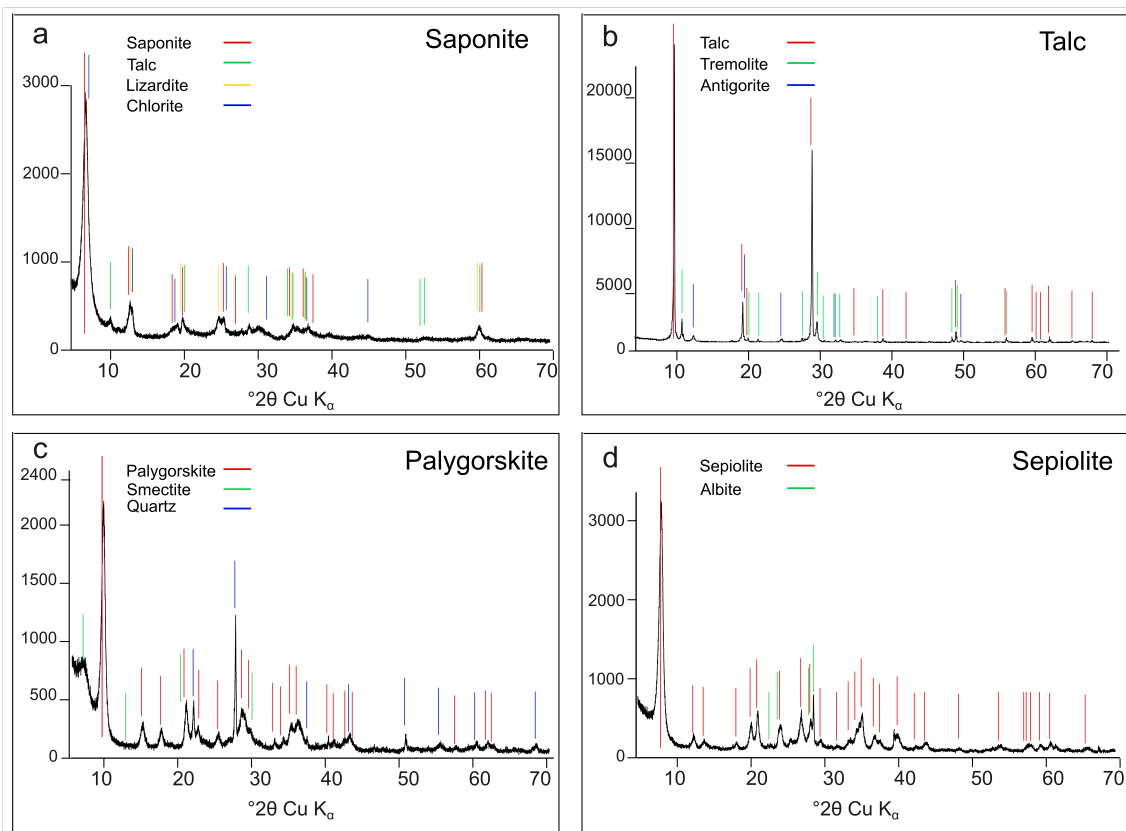 a
Saponite
Saponite
Talc
Lizardite
Chlorite
3000
2000
1000
0
10 20 30 40 50 60 70
°2θ Cu Kα
b
Talc
Talc
Tremolite
Antigorite
20000
15000
10000
5000
0
10 20 30 40 50 60 70
°2θ Cu Kα
c
Palygorskite
Palygorskite
Smectite
Quartz
2400
2000
1500
1000
500
0
10 20 30 40 50 60 70
°2θ Cu Kα
d
Sepiolite
Sepiolite
Albite
3000
2000
1000
0
10 20 30 40 50 60 70
°2θ Cu Kα